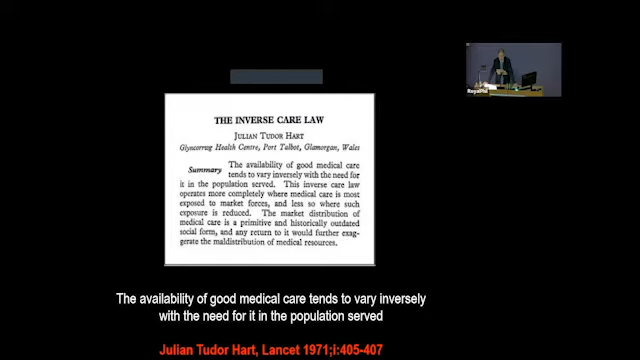 THE INVERSE CARE LAW
JULIAN TUDOR HART
Glyncorrwg Health Centre, Port Talbot, Glamorgan, Wales
Summary The availability of good medical care
tends to vary inversely with the need for
it in the population served. This inverse care law
operates more completely where medical care is most
exposed to market forces, and less so where such
exposure is reduced. The market distribution of
medical care is a primitive and historically outdated
social form, and any return to it would further exag-
gerate the maldistribution of medical resources.
The availability of good medical care tends to vary inversely
with the need for it in the population served
Julian Tudor Hart, Lancet 1971;i:405-407